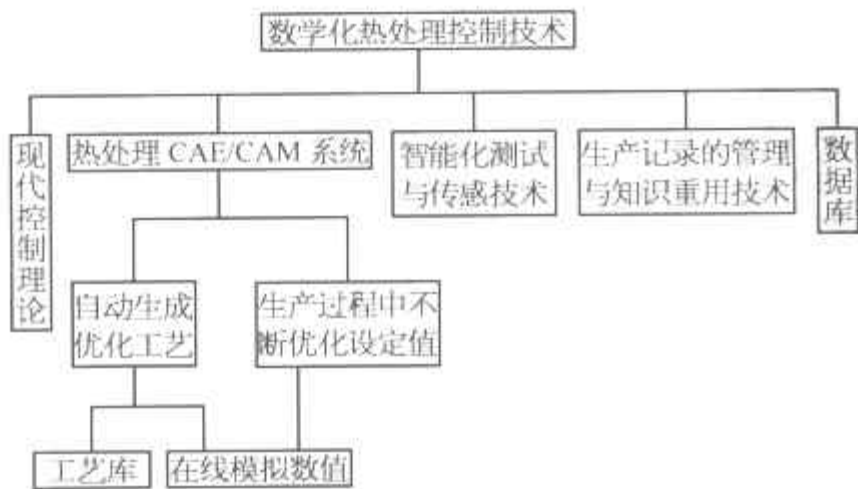 数学化热处理控制技术
现代控制理论
热处理 CAE/CAM 系统
智能化测试
与传感技术
生产记录的管理
与知识重用技术
数据库
自动生成
优化工艺
生产过程中不
断优化设定值
工艺库
在线模拟数值